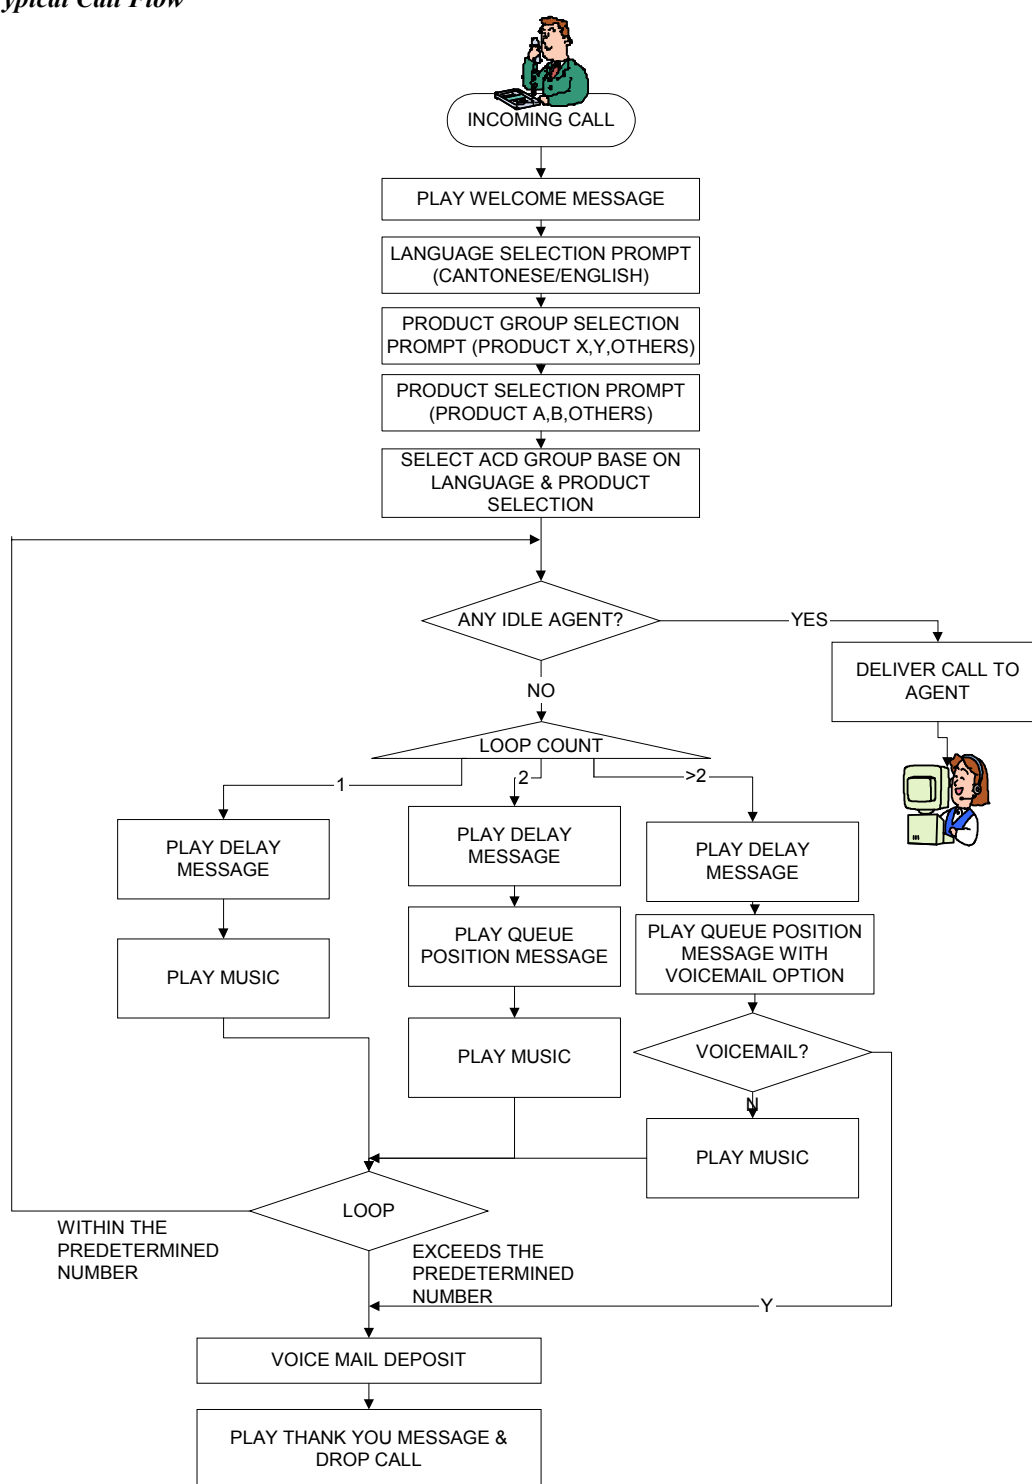 ypical Call Flow
INCOMING CALL
PLAY WELCOME MESSAGE
LANGUAGE SELECTION PROMPT
(CANTONESE/ENGLISH)
PRODUCT GROUP SELECTION
PROMPT (PRODUCT X,Y,OTHERS)
PRODUCT SELECTION PROMPT
(PRODUCT A,B,OTHERS)
SELECT ACD GROUP BASE ON
LANGUAGE & PRODUCT
SELECTION
ANY IDLE AGENT?
YES
DELIVER CALL TO
AGENT
NO
LOOP COUNT
1
2
>2
PLAY DELAY
MESSAGE
PLAY MUSIC
PLAY DELAY
MESSAGE
PLAY QUEUE
POSITION MESSAGE
PLAY MUSIC
PLAY DELAY
MESSAGE
PLAY QUEUE POSITION
MESSAGE WITH
VOICEMAIL OPTION
VOICEMAIL?
N
PLAY MUSIC
LOOP
WITHIN THE
PREDETERMINED
NUMBER
EXCEEDS THE
PREDETERMINED
NUMBER
Y
VOICE MAIL DEPOSIT
PLAY THANK YOU MESSAGE &
DROP CALL